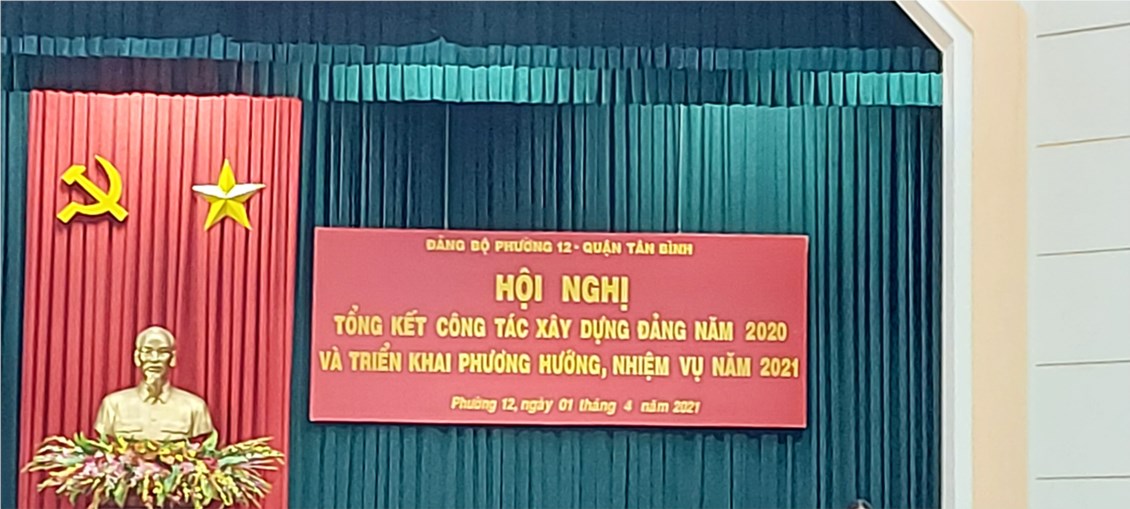 ĐẢNG BỘ PHƯỜNG 12 - QUẬN TÂN BÌNH
HỘI NGHỊ
TỔNG KẾT CÔNG TÁC XÂY DỰNG ĐẢNG NĂM 2020
VÀ TRIỂN KHAI PHƯƠNG HƯỚNG, NHIỆM VỤ NĂM 2021
Phường 12, ngày 01 tháng 4 năm 2021